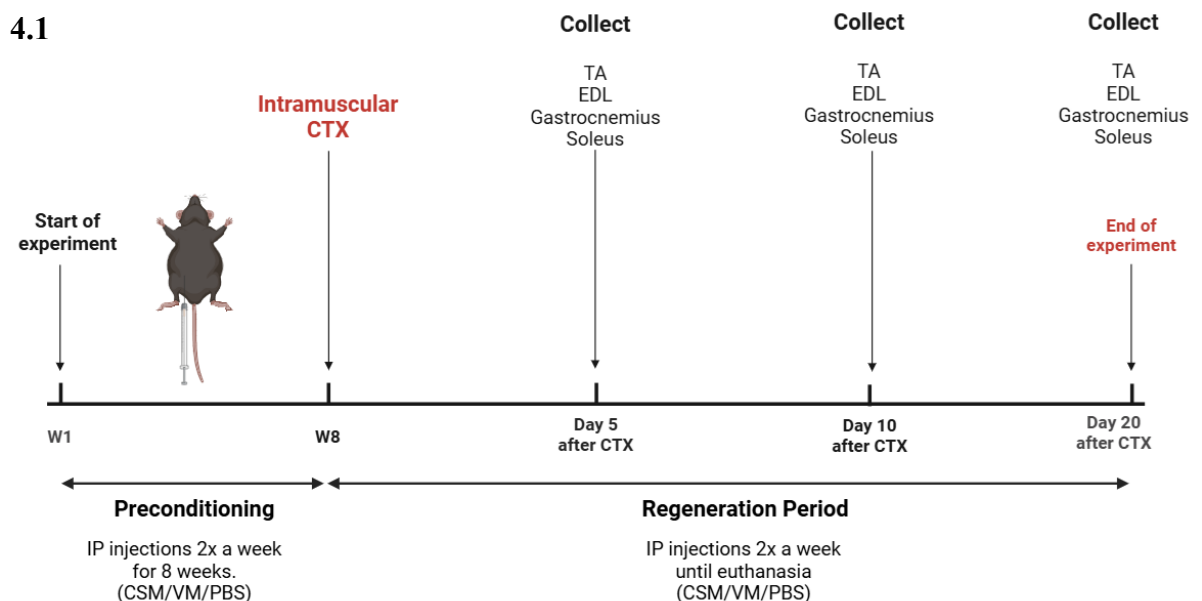 4.1
Collect
TA
EDL
Gastrocnemius
Soleus
Collect
TA
EDL
Gastrocnemius
Soleus
Collect
TA
EDL
Gastrocnemius
Soleus
Intramuscular
CTX
Start of
experiment
End of
experiment
W1
W8
Day 5
after CTX
Day 10
after CTX
Day 20
after CTX
Preconditioning
IP injections 2x a week
for 8 weeks.
(CSM/VM/PBS)
Regeneration Period
IP injections 2x a week
until euthanasia
(CSM/VM/PBS)